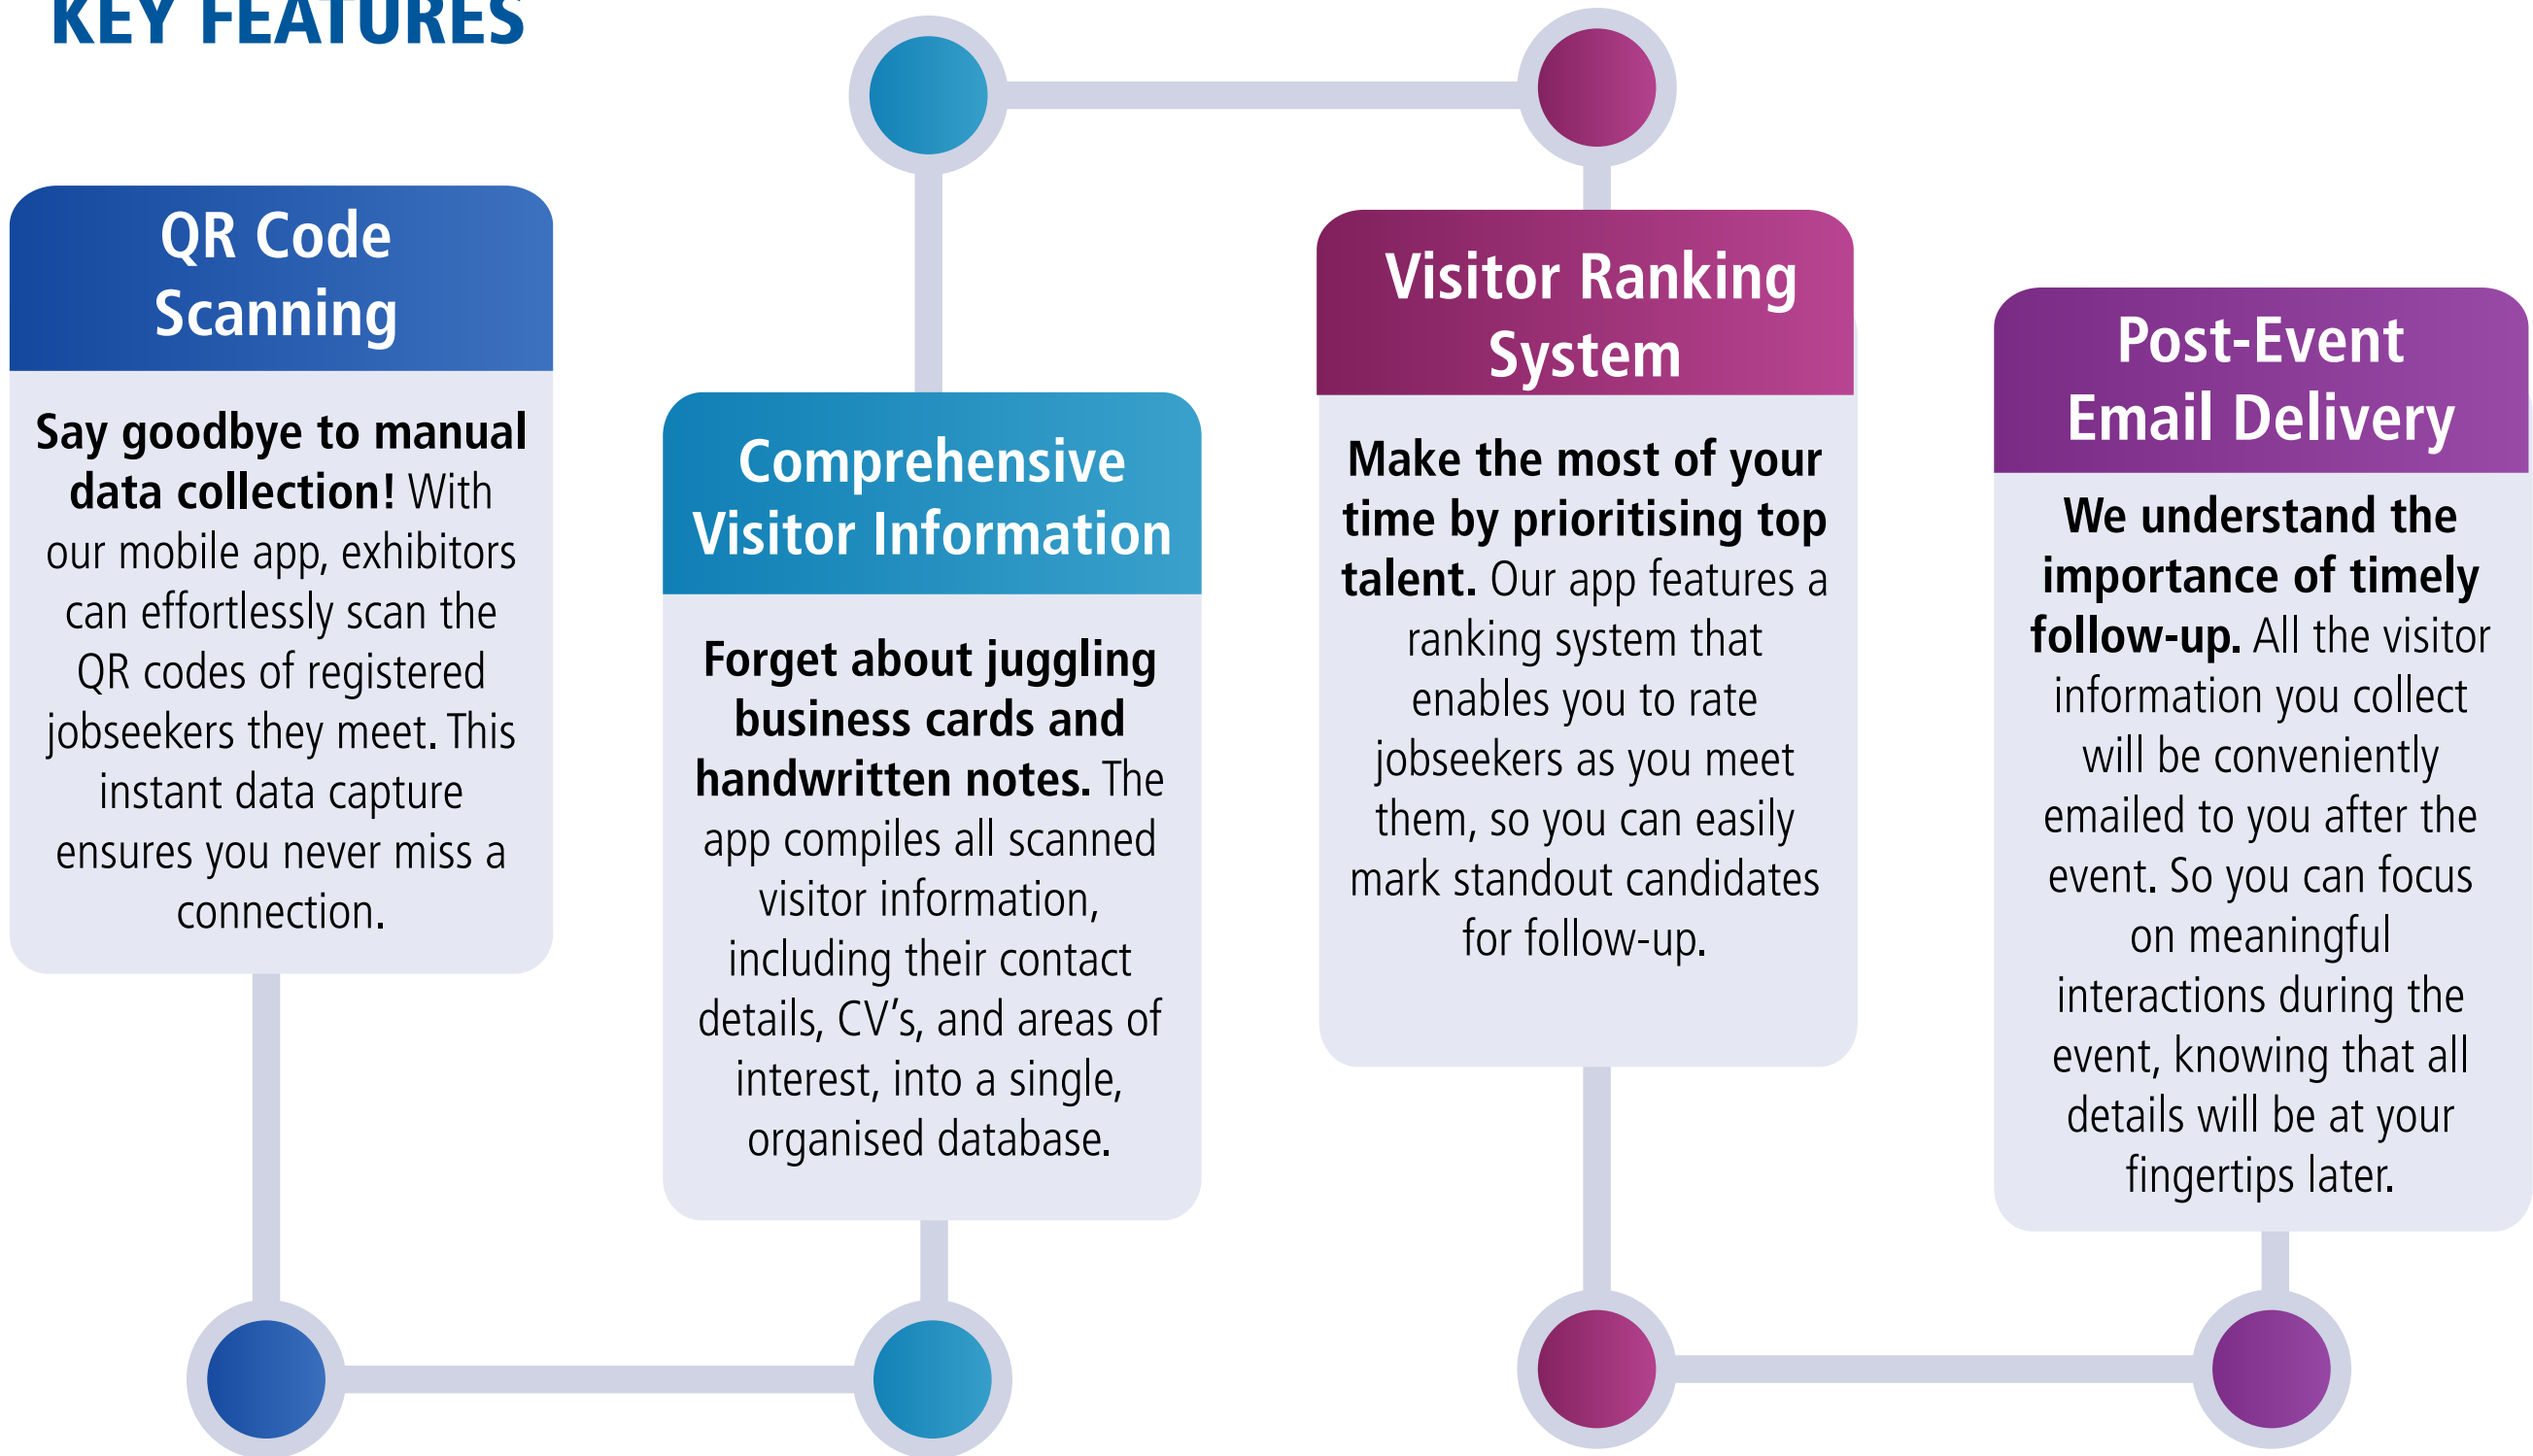 KEY FEATURES
QR Code
Scanning
Say goodbye to manual
data collection! With
our mobile app, exhibitors
can effortlessly scan the
QR codes of registered
jobseekers they meet. This
instant data capture
ensures you never miss a
connection.
Comprehensive
Visitor Information
Forget about juggling
business cards and
handwritten notes. The
app compiles all scanned
visitor information,
including their contact
details, CV's, and areas of
interest, into a single,
organised database.
Visitor Ranking
System
Make the most of your
time by prioritising top
talent. Our app features a
ranking system that
enables you to rate
jobseekers as you meet
them, so you can easily
mark standout candidates
for follow-up.
Post-Event
Email Delivery
We understand the
importance of timely
follow-up. All the visitor
information you collect
will be conveniently
emailed to you after the
event. So you can focus
on meaningful
interactions during the
event, knowing that all
details will be at your
fingertips later.